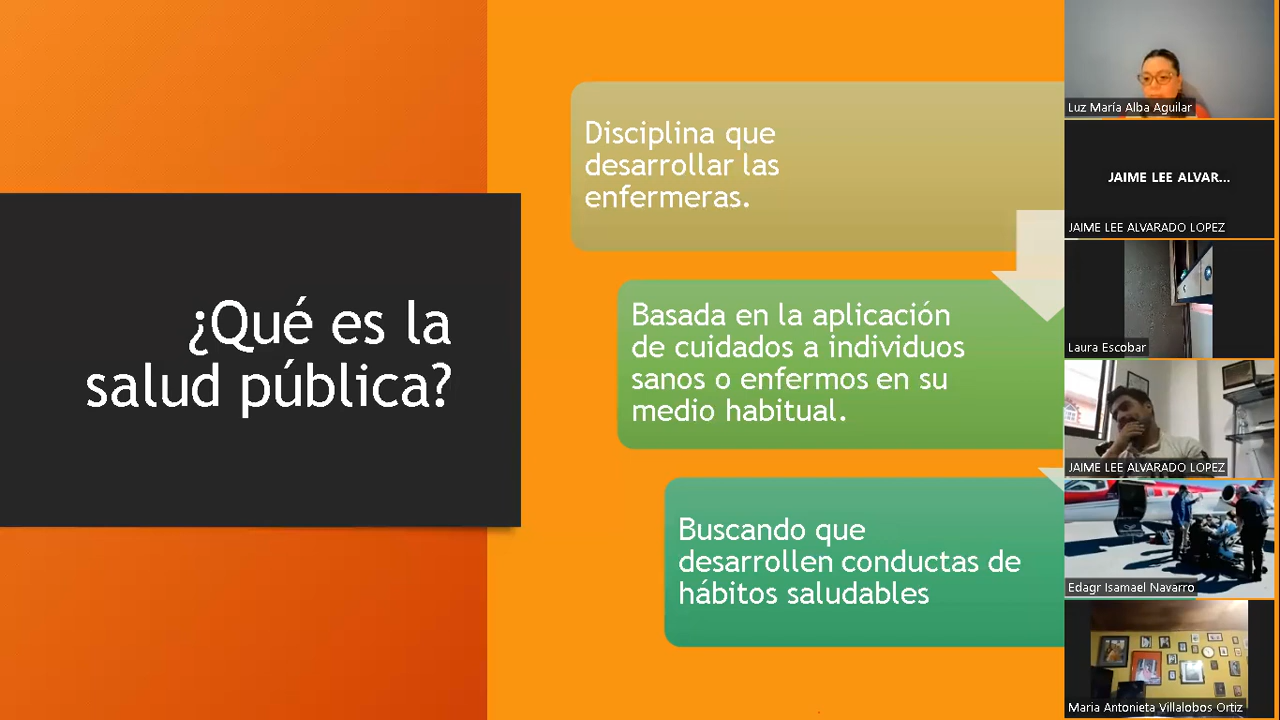 ¿Qué es la
salud pública?
Disciplina que
desarrollar las
enfermeras.
Basada en la aplicación
de cuidados a individuos
sanos o enfermos en su
medio habitual.
Buscando que
desarrollen conductas de
hábitos saludables
Luz María Alba Aguilar
JAIME LEE ALVAR...
JAIME LEE ALVARADO LOPEZ
Laura Escobar
JAIME LEE ALVARADO LOPEZ
Edagr Isamael Navarro
Maria Antonieta Villalobos Ortiz